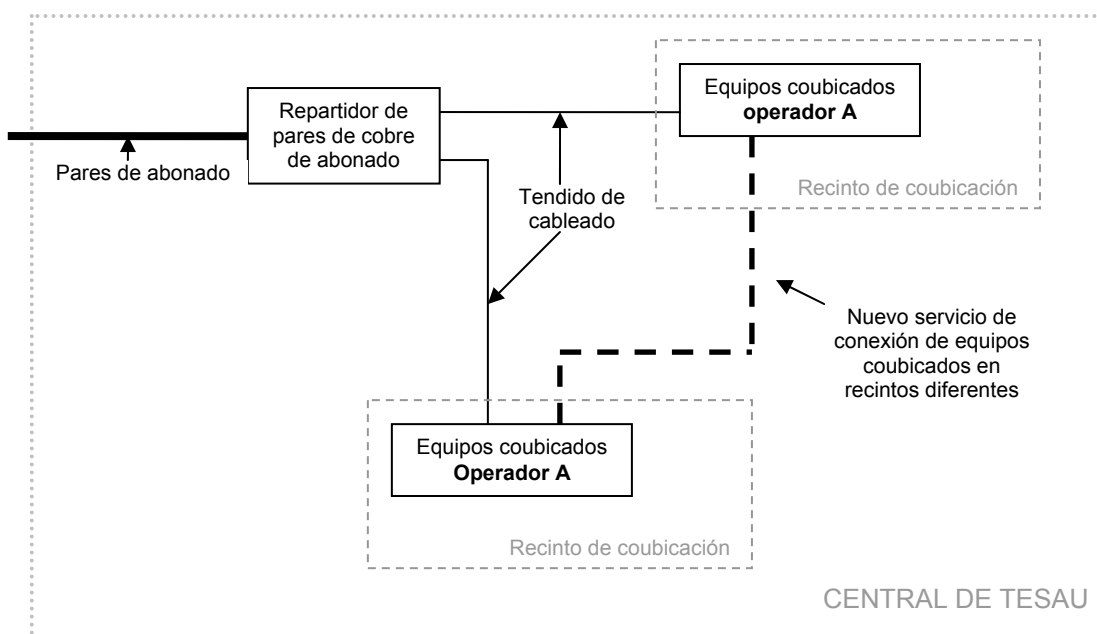 Equipos coubicados
operador A
Recinto de coubicación
Repartidor de
pares de cobre
de abonado
Pares de abonado
Tendido de
cableado
Nuevo servicio de
conexión de equipos
coubicados en
recintos diferentes
Equipos coubicados
Operador A
Recinto de coubicación
CENTRAL DE TESAU